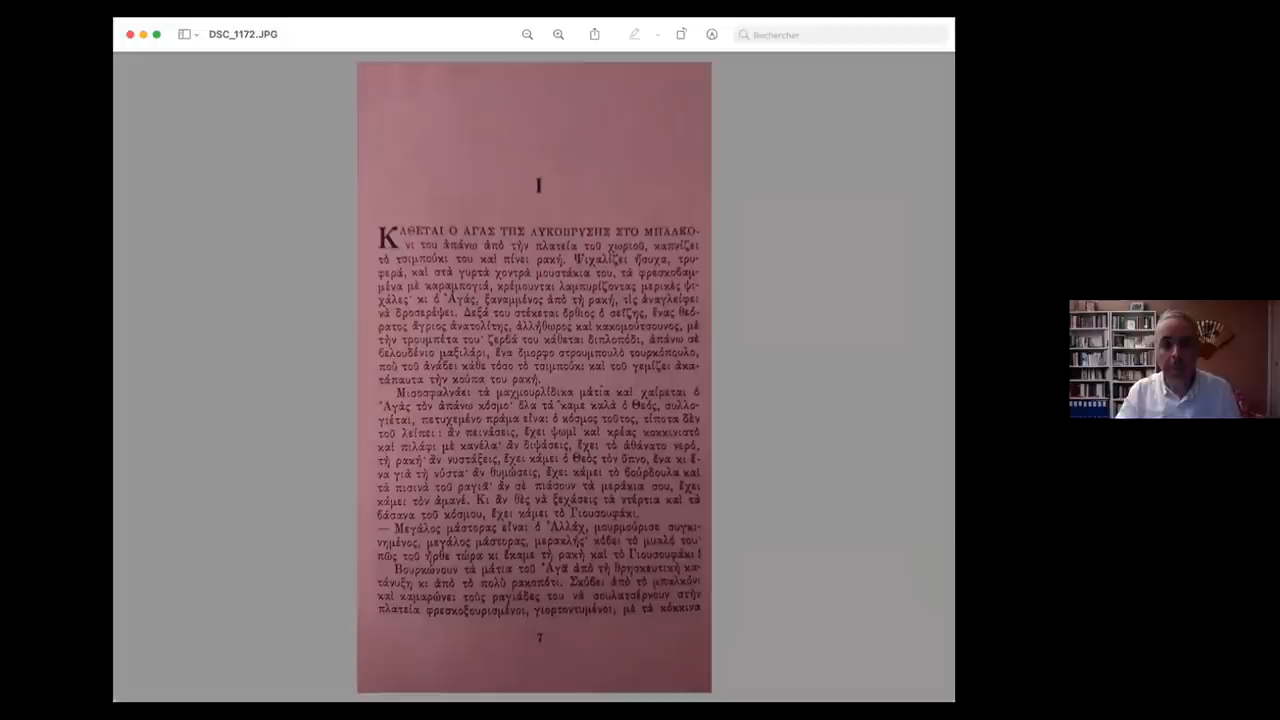 DSC_1172.JPG
Rechercher
I
ΚΑΘΕΤΑΙ Ο ΑΓΑΣ ΤΗΣ ΛΥΚΟΒΡΥΣΗΣ ΣΤΟ ΜΠΑΛΚΟ-
νι του ἀπάνω ἀπὸ τὴν πλατεία τοῦ χωριοῦ, καπνίζει
τὸ τσιμπούκι του καὶ πίνει ρακή. Ψιχαλίζει ἥσυχα, τρυ-
φερά, καὶ στὰ γυρτὰ χοντρὰ μουστάκια του, τὰ φρεσκοβαμ-
μένα μὲ καραμπογιά, κρέμουνται λαμπυρίζοντας μερικὲς ψι-
χάλες· κι ὁ Ἀγάς, ξαναμμένος ἀπὸ τὴ ρακή, τὶς ἀναγλείφει
νὰ δροσερέψει. Δεξά του στέκεται ὄρθιος ὁ σεΐζης, ἕνας θεό-
ρατος ἄγριος ἀνατολίτης, ἀλλήθωρος καὶ κακομούτσουνος, μὲ
τὴν τρουμπέτα του· ζερβά του κάθεται διπλοπόδι, ἀπάνω σὲ
βελουδένιο μαξιλάρι, ἕνα ὄμορφο στρουμπουλὸ τουρκόπουλο,
ποὺ τοῦ ἀνάβει κάθε τόσο τὸ τσιμπούκι καὶ τοῦ γεμίζει ἀκα-
τάπαυτα τὴν κούπα του ρακή.
Μισοσφαλνάει τὰ μαχμουρλίδικα μάτια καὶ χαίρεται ὁ
Ἀγὰς τὸν ἀπάνω κόσμο· ὅλα τά 'καμε καλὰ ὁ Θεός, συλλο-
γιέται, πετυχεμένο πράμα εἶναι ὁ κόσμος τοῦτος, τίποτα δὲν
τοῦ λείπει : ἂν πεινάσεις, ἔχει ψωμὶ καὶ κρέας κοκκινιστὸ
καὶ πιλάφι μὲ κανέλα· ἂν διψάσεις, ἔχει τὸ ἀθάνατο νερό,
τὴ ρακή· ἂν νυστάξεις, ἔχει κάμει ὁ Θεὸς τὸν ὕπνο, ἕνα κι ἕ-
να γιὰ τὴ νύστα· ἂν θυμώσεις, ἔχει κάμει τὸ βούρδουλα καὶ
τὰ πισινὰ τοῦ ραγιᾶ· ἂν σὲ πιάσουν τὰ μεράκια σου, ἔχει
κάμει τὸν ἀμανέ. Κι ἂν θὲς νὰ ξεχάσεις τὰ ντέρτια καὶ τὰ
βάσανα τοῦ κόσμου, ἔχει κάμει τὸ Γιουσουφάκι.
— Μεγάλος μάστορας εἶναι ὁ Ἀλλάχ, μουρμούρισε συγκι-
νημένος, μεγάλος μάστορας, μερακλής· κόβει τὸ μυαλό του·
πῶς τοῦ ἦρθε τώρα κι ἔκαμε τὴ ρακὴ καὶ τὸ Γιουσουφάκι !
Βουρκώνουν τὰ μάτια τοῦ Ἀγᾶ ἀπὸ τὴ θρησκευτικὴ κα-
τάνυξη κι ἀπὸ τὸ πολὺ ρακοπότι. Σκύβει ἀπὸ τὸ μπαλκόνι
καὶ καμαρώνει τοὺς ραγιάδες του νὰ σουλατσέρνουν στὴν
πλατεία φρεσκοξουρισμένοι, γιορτοντυμένοι, μὲ τὰ κόκκινα
7